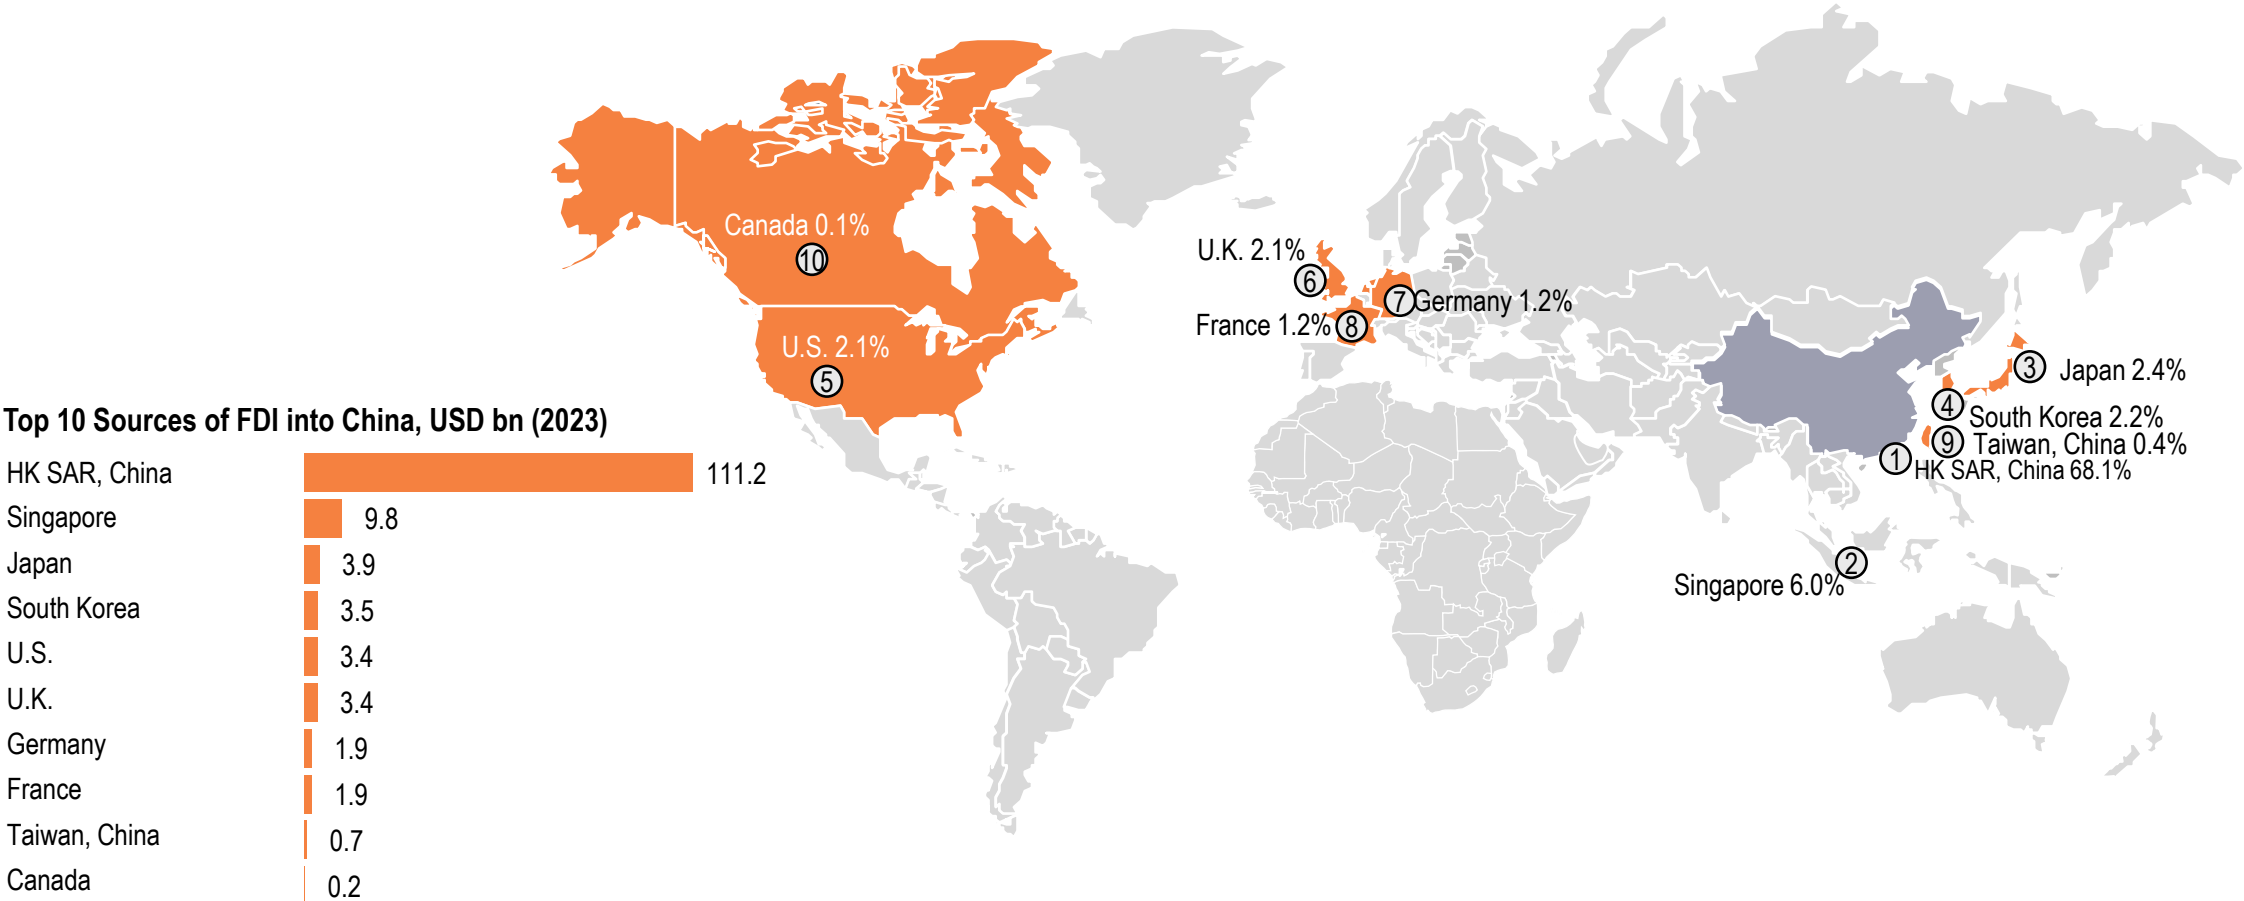 Canada 0.1%
10
U.K. 2.1%
6
7
Germany 1.2%
France 1.2%
8
U.S. 2.1%
5
3
Japan 2.4%
4
South Korea 2.2%
9
Taiwan, China 0.4%
1
HK SAR, China 68.1%
2
Singapore 6.0%
Top 10 Sources of FDI into China, USD bn (2023)
HK SAR, China 111.2
Singapore 9.8
Japan 3.9
South Korea 3.5
U.S. 3.4
U.K. 3.4
Germany 1.9
France 1.9
Taiwan, China 0.7
Canada 0.2